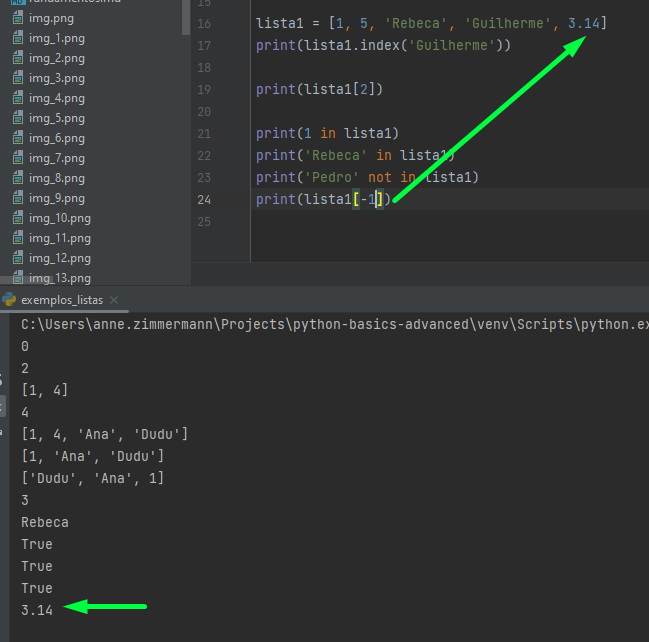 img.png
img_1.png
img_2.png
img_3.png
img_4.png
img_5.png
img_6.png
img_7.png
img_8.png
img_9.png
img_10.png
img_11.png
img_12.png
img_13.png
15
16 lista1 = [1, 5, 'Rebeca', 'Guilherme', 3.14]
17 print(lista1.index('Guilherme'))
18
19 print(lista1[2])
20
21 print(1 in lista1)
22 print('Rebeca' in lista1)
23 print('Pedro' not in lista1)
24 print(lista1[-1])
25
exemplos_listas
C:\Users\anne.zimmermann\Projects\python-basics-advanced\venv\Scripts\python.ex
0
2
[1, 4]
4
[1, 4, 'Ana', 'Dudu']
[1, 'Ana', 'Dudu']
['Dudu', 'Ana', 1]
3
Rebeca
True
True
True
3.14